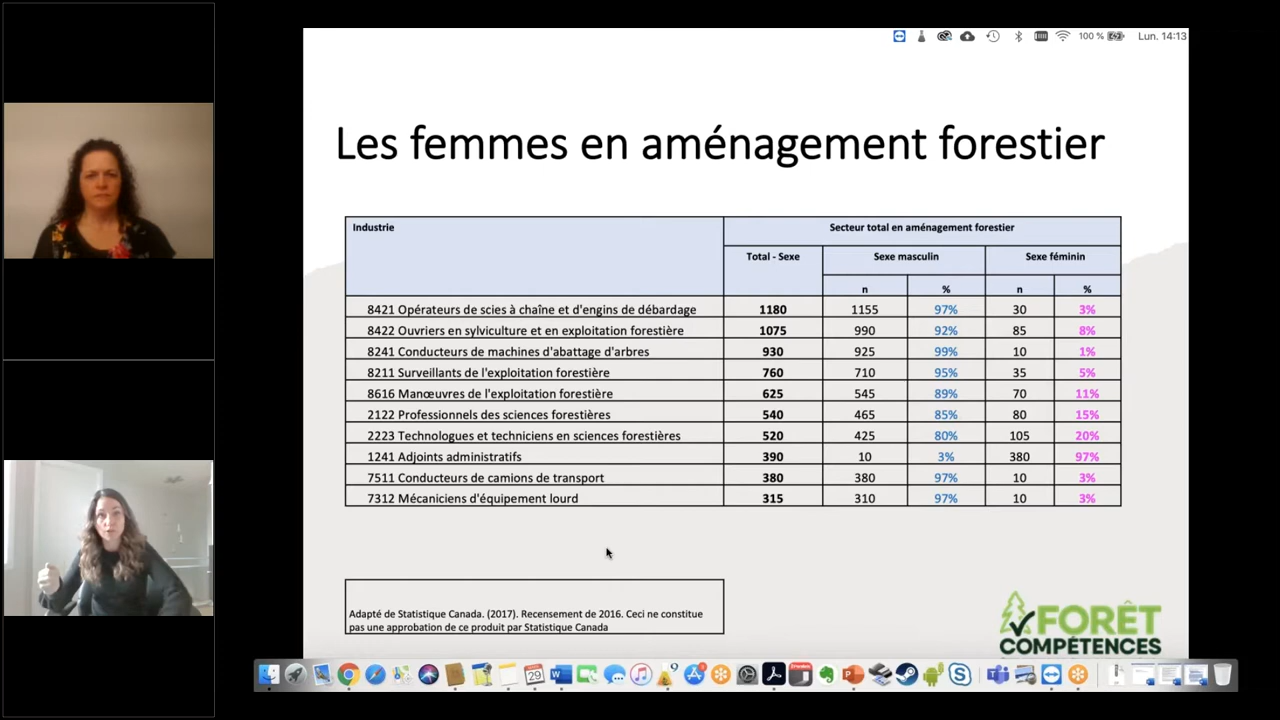 100 % Lun. 14:13
Les femmes en aménagement forestier
Industrie Secteur total en aménagement forestier
Total - Sexe Sexe masculin Sexe féminin
n % n %
8421 Opérateurs de scies à chaîne et d'engins de débardage 1180 1155 97% 30 3%
8422 Ouvriers en sylviculture et en exploitation forestière 1075 990 92% 85 8%
8241 Conducteurs de machines d'abattage d'arbres 930 925 99% 10 1%
8211 Surveillants de l'exploitation forestière 760 710 95% 35 5%
8616 Manœuvres de l'exploitation forestière 625 545 89% 70 11%
2122 Professionnels des sciences forestières 540 465 85% 80 15%
2223 Technologues et techniciens en sciences forestières 520 425 80% 105 20%
1241 Adjoints administratifs 390 10 3% 380 97%
7511 Conducteurs de camions de transport 380 380 97% 10 3%
7312 Mécaniciens d'équipement lourd 315 310 97% 10 3%
Adapté de Statistique Canada. (2017). Recensement de 2016. Ceci ne constitue
pas une approbation de ce produit par Statistique Canada
FORÊT
COMPÉTENCES
29